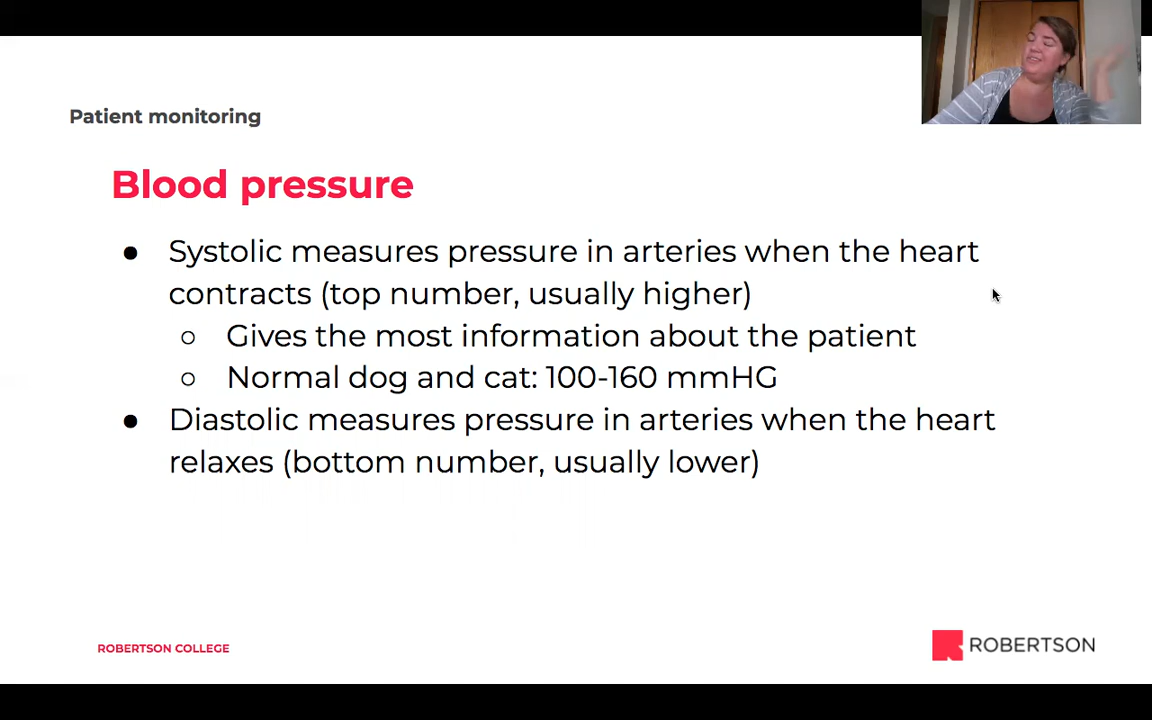 Patient monitoring
Blood pressure
● Systolic measures pressure in arteries when the heart
contracts (top number, usually higher)
○ Gives the most information about the patient
○ Normal dog and cat: 100-160 mmHG
● Diastolic measures pressure in arteries when the heart
relaxes (bottom number, usually lower)
ROBERTSON COLLEGE
ROBERTSON